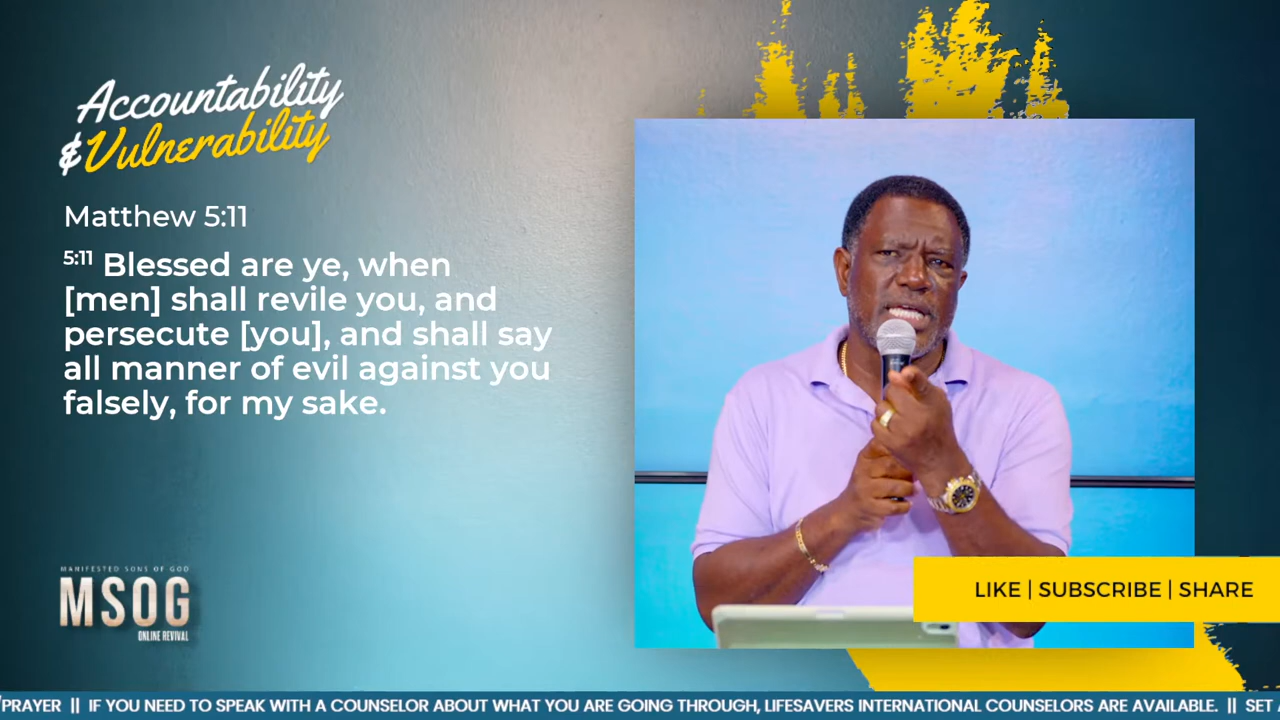 Accountability
& Vulnerability
Matthew 5:11
5:11 Blessed are ye, when
[men] shall revile you, and
persecute [you], and shall say
all manner of evil against you
falsely, for my sake.
MANIFESTED SONS OF GOD
MSOG
ONLINE REVIVAL
LIKE | SUBSCRIBE | SHARE
/PRAYER || IF YOU NEED TO SPEAK WITH A COUNSELOR ABOUT WHAT YOU ARE GOING THROUGH, LIFESAVERS INTERNATIONAL COUNSELORS ARE AVAILABLE. || SET